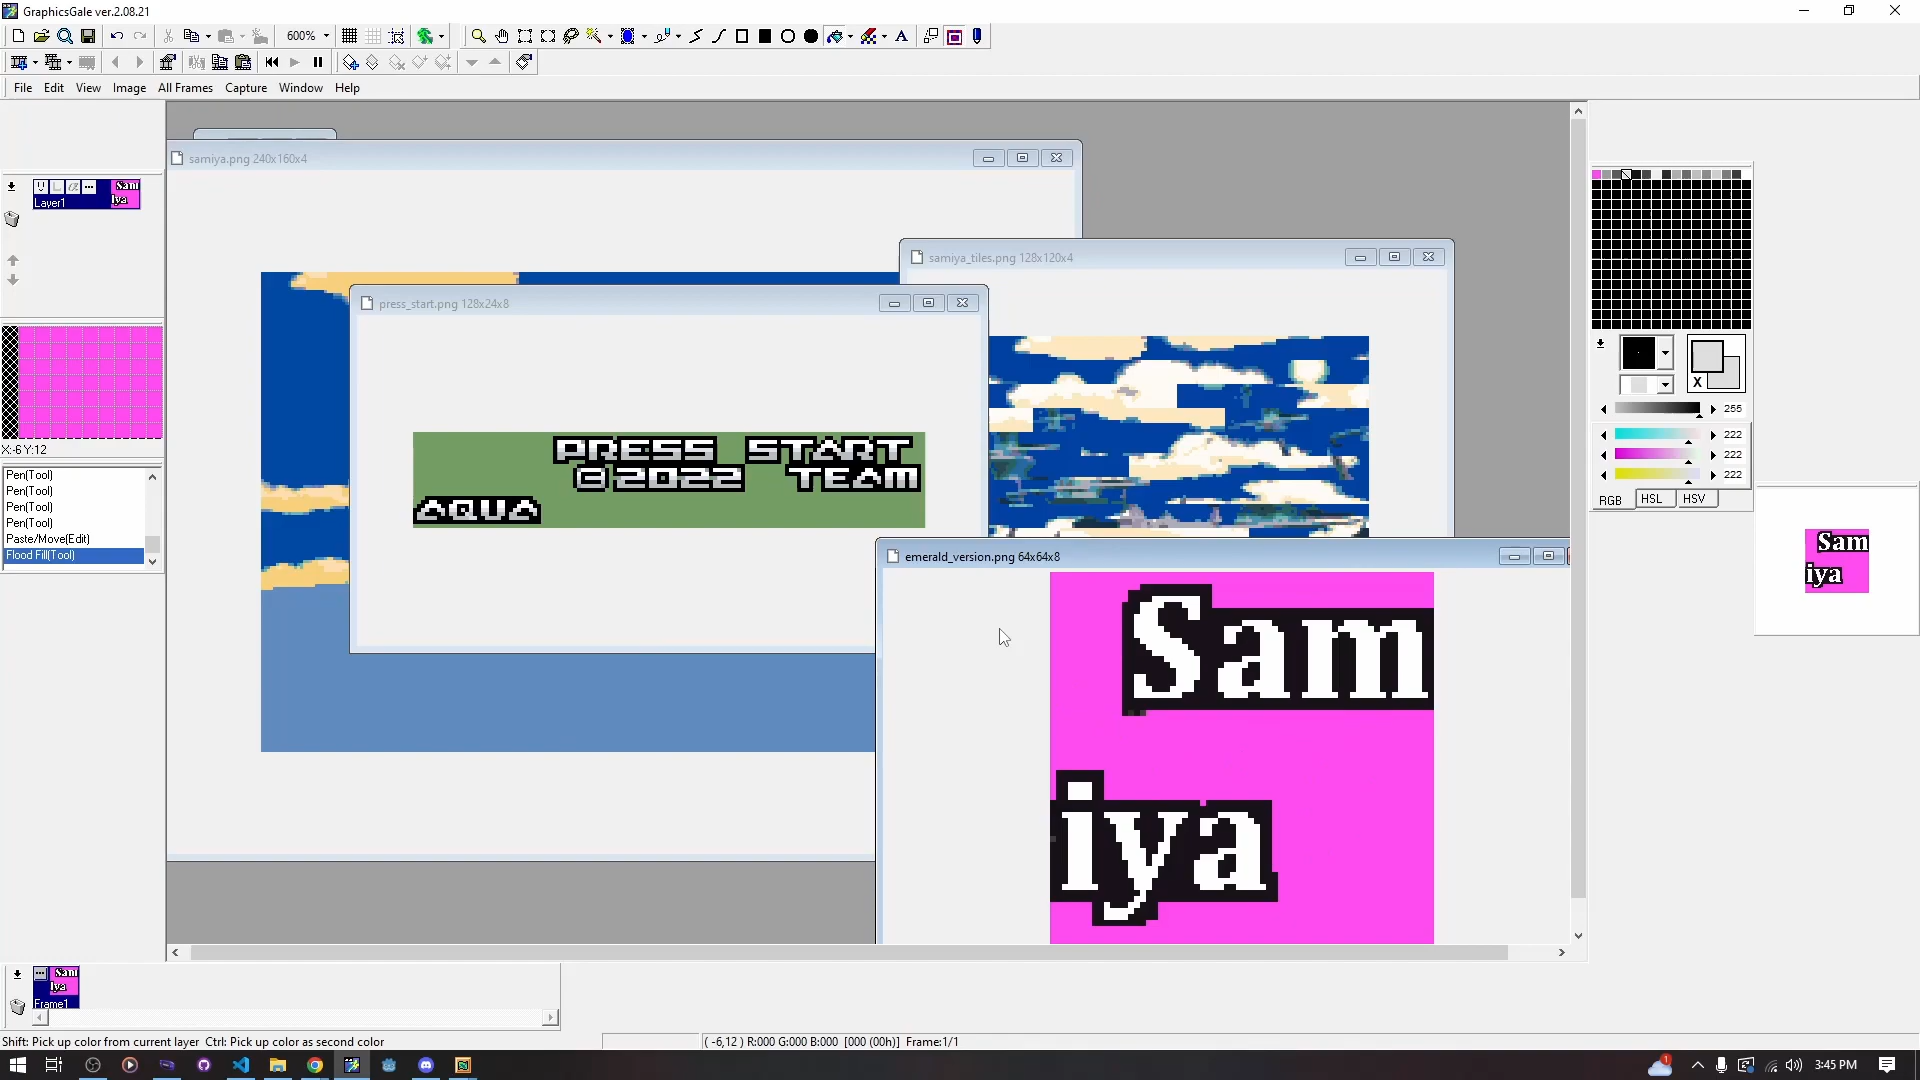 GraphicsGale ver.2.08.21
600%
File Edit View Image All Frames Capture Window Help
samiya.png 240x160x4
Sam
iya
Layer1
samiya_tiles.png 128x120x4
press_start.png 128x24x8
PRESS START
©2022 TEAM
AQUA
X:-6 Y:12
Pen(Tool)
Pen(Tool)
Pen(Tool)
Pen(Tool)
Paste/Move(Edit)
Flood Fill(Tool)
X
255
222
222
222
RGB HSL HSV
emerald_version.png 64x64x8
Sam
iya
Sam
iya
Sam
iya
Frame1
Shift: Pick up color from current layer Ctrl: Pick up color as second color
( -6,12 ) R:000 G:000 B:000 [000 (00h)] Frame:1/1
1
3:45 PM